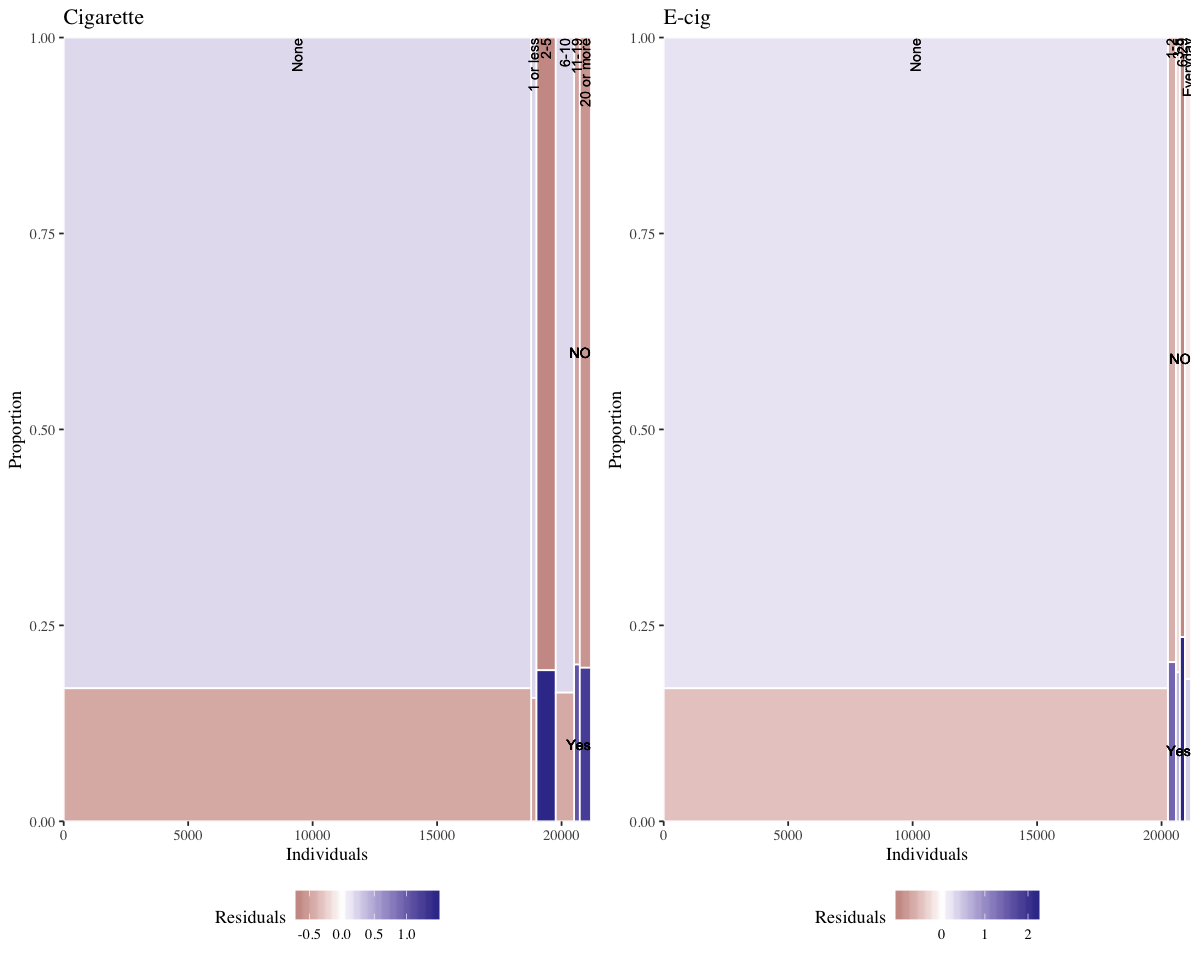 Cigarette
1.00
0.75
0.50
0.25
0.00
Proportion
None
1 or less
2-5
6-10
11-19
20 or more
NO
Yes
0
5000
10000
15000
20000
Individuals
Residuals
-0.5
0.0
0.5
1.0
E-cig
1.00
0.75
0.50
0.25
0.00
Proportion
None
1-2
NO
Yes
0
5000
10000
15000
20000
Individuals
Residuals
0
1
2